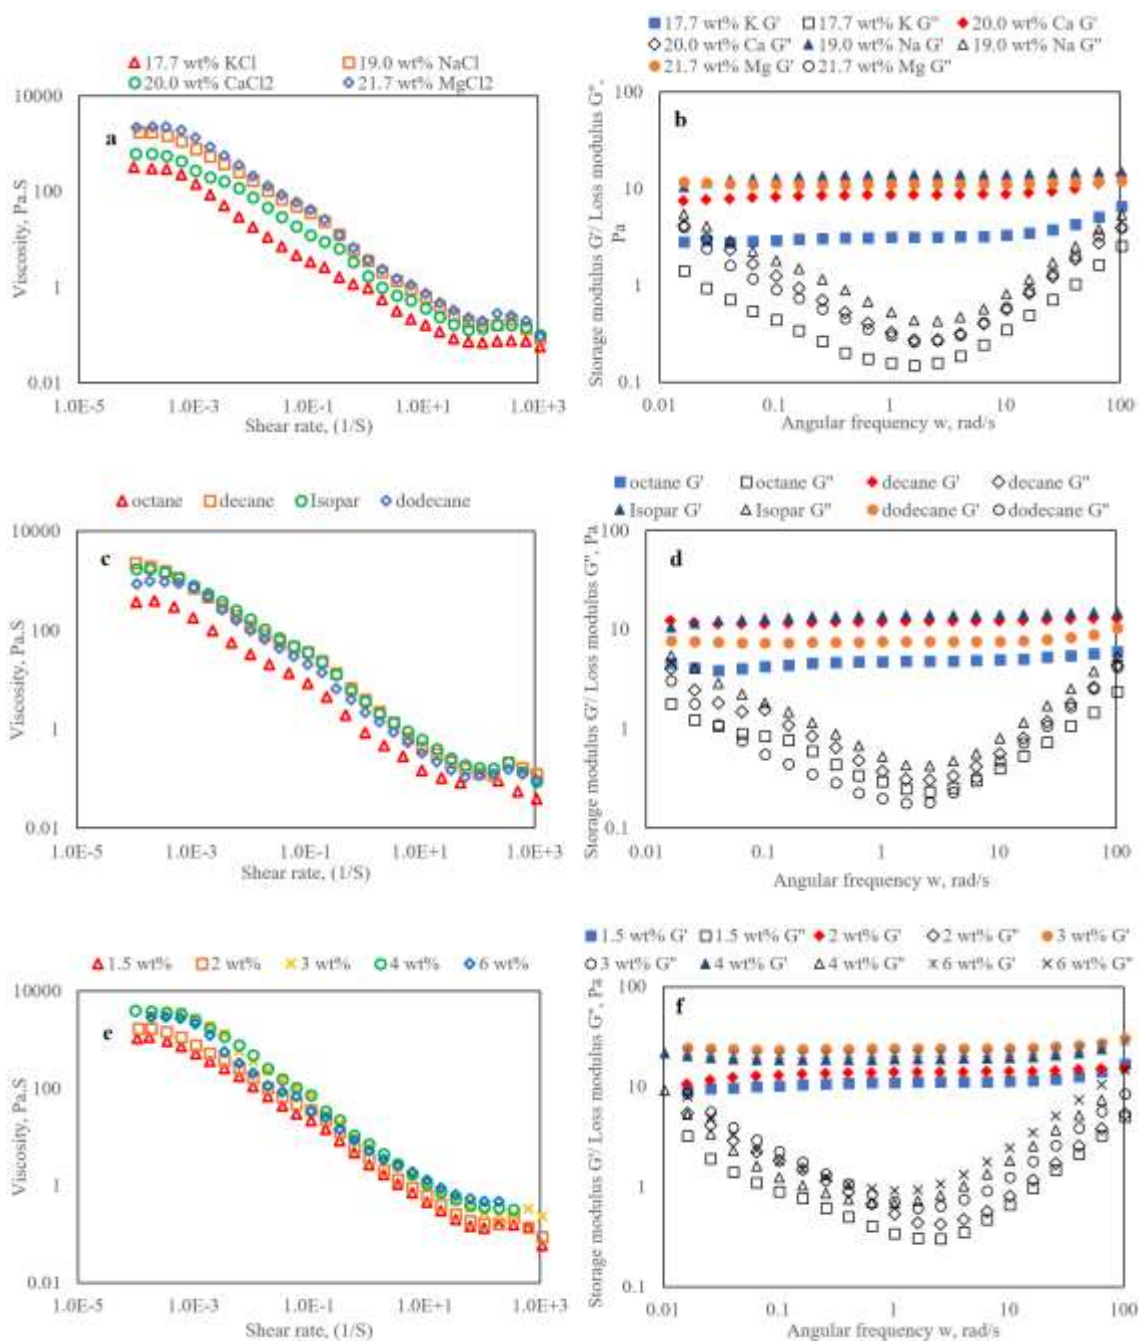 17.7 wt% KCl 19.0 wt% NaCl
20.0 wt% CaCl2 21.7 wt% MgCl2
10000
a
100
1
0.01
Viscosity, Pa.S
1.0E-5 1.0E-3 1.0E-1 1.0E+1 1.0E+3
Shear rate, (1/S)
17.7 wt% K G' 17.7 wt% K G" 20.0 wt% Ca G'
20.0 wt% Ca G" 19.0 wt% Na G' 19.0 wt% Na G"
21.7 wt% Mg G' 21.7 wt% Mg G"
100
b
10
1
0.1
Storage modulus G'/ Loss modulus G",
Pa
0.01 0.1 1 10 100
Angular frequency w, rad/s
octane decane Isopar dodecane
10000
c
100
1
0.01
Viscosity, Pa.S
1.0E-5 1.0E-3 1.0E-1 1.0E+1 1.0E+3
Shear rate, (1/S)
octane G' octane G" decane G' decane G"
Isopar G' Isopar G" dodecane G' dodecane G"
100
d
10
1
0.1
Storage modulus G'/ Loss modulus G", Pa
0.01 0.1 1 10 100
Angular frequency w, rad/s
1.5 wt% 2 wt% 3 wt% 4 wt% 6 wt%
10000
e
100
1
0.01
Viscosity, Pa.S
1.0E-5 1.0E-3 1.0E-1 1.0E+1 1.0E+3
Shear rate, (1/S)
1.5 wt% G' 1.5 wt% G" 2 wt% G' 2 wt% G" 3 wt% G'
3 wt% G" 4 wt% G' 4 wt% G" 6 wt% G' 6 wt% G"
100
f
10
1
0.1
Storage modulus G'/ Loss modulus G", Pa
0.01 0.1 1 10 100
Angular frequency w, rad/s